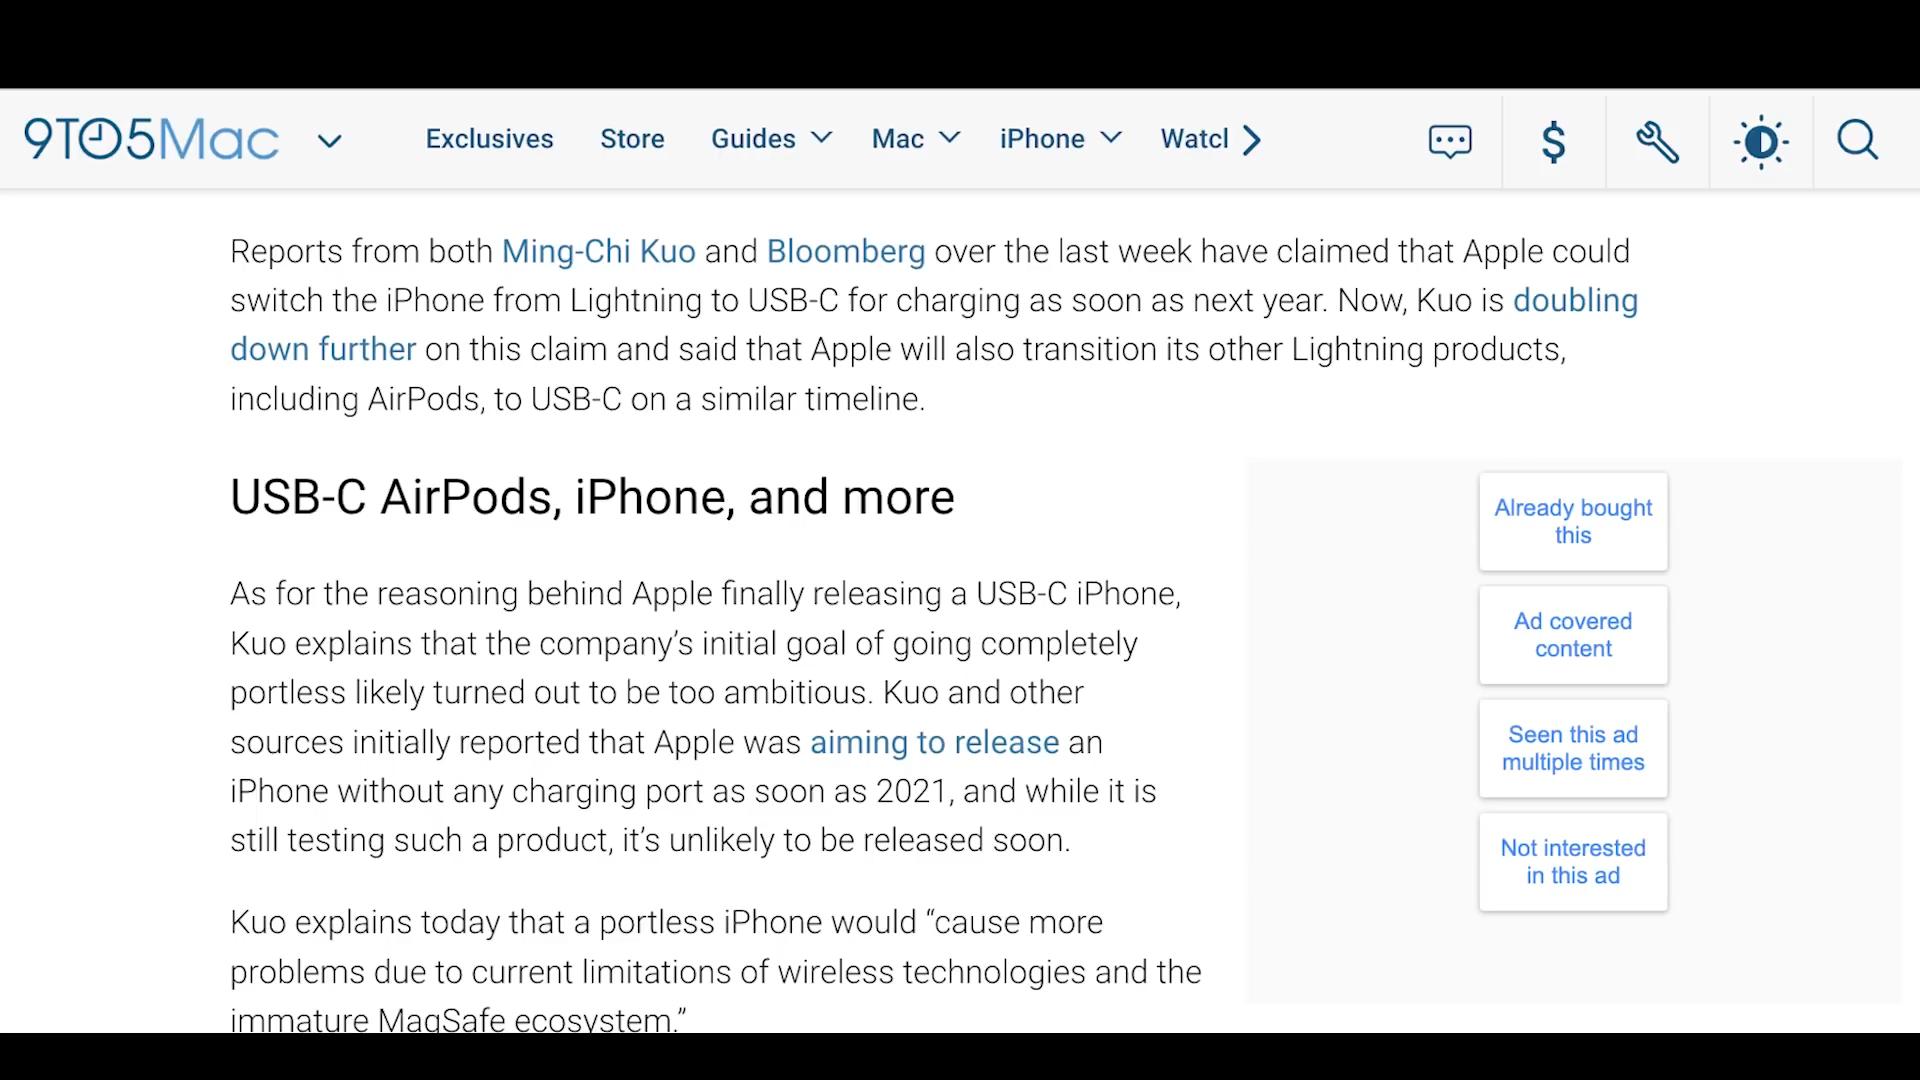 9TO5Mac
Exclusives
Store
Guides
Mac
iPhone
Watcl
$
Reports from both Ming-Chi Kuo and Bloomberg over the last week have claimed that Apple could
switch the iPhone from Lightning to USB-C for charging as soon as next year. Now, Kuo is doubling
down further on this claim and said that Apple will also transition its other Lightning products,
including AirPods, to USB-C on a similar timeline.
USB-C AirPods, iPhone, and more
As for the reasoning behind Apple finally releasing a USB-C iPhone,
Kuo explains that the company’s initial goal of going completely
portless likely turned out to be too ambitious. Kuo and other
sources initially reported that Apple was aiming to release an
iPhone without any charging port as soon as 2021, and while it is
still testing such a product, it’s unlikely to be released soon.
Kuo explains today that a portless iPhone would “cause more
problems due to current limitations of wireless technologies and the
immature MagSafe ecosystem.”
Already bought
this
Ad covered
content
Seen this ad
multiple times
Not interested
in this ad